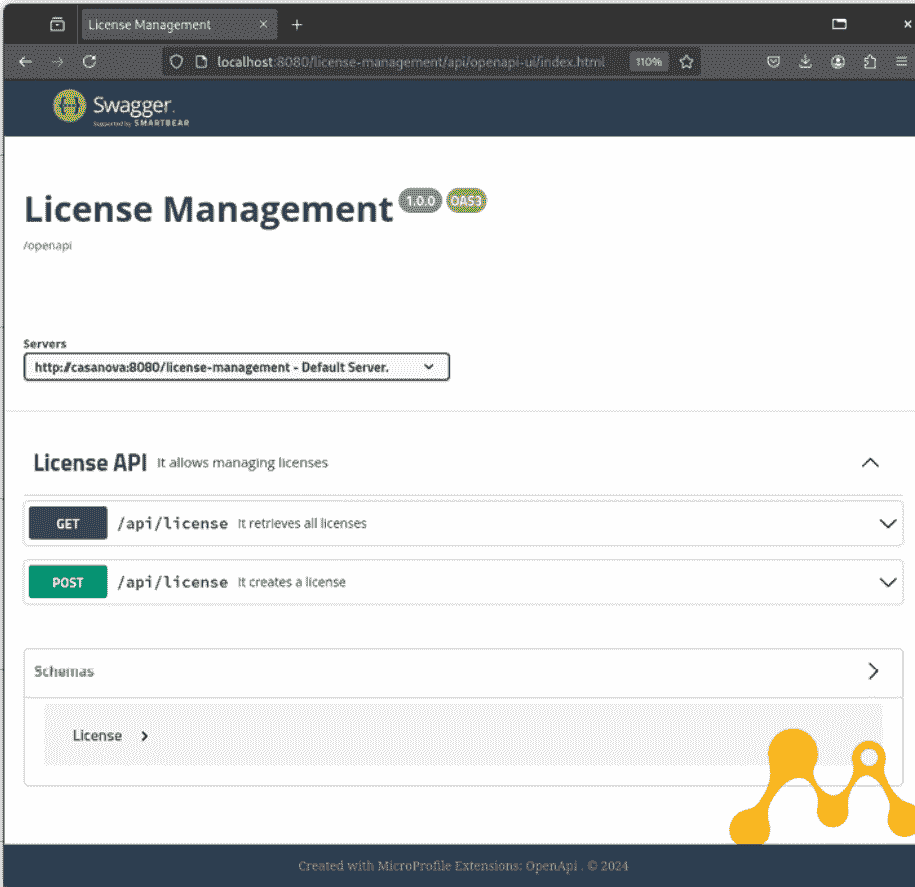 License Management
localhost:8080/license-management/api/openapi-ui/index.html 110%
Swagger.
Supported by SMARTBEAR
License Management 1.0.0 OAS3
/openapi
Servers
http://casanova:8080/license-management - Default Server.
License API It allows managing licenses
GET /api/license It retrieves all licenses
POST /api/license It creates a license
Schemas
License
Created with MicroProfile Extensions: OpenApi . © 2024